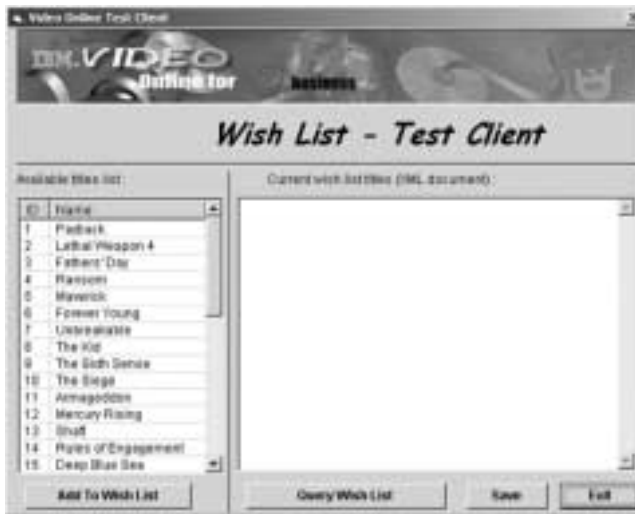 Video Online Test Client
IBM.VIDEO
Online for
business
Wish List - Test Client
Available titles list
Current wish list titles (XML document)
ID Name
1 Payback
2 Lethal Weapon 4
3 Fathers' Day
4 Ransom
5 Maverick
6 Forever Young
7 Unbreakable
8 The Kid
9 The Sixth Sense
10 The Siege
11 Armageddon
12 Mercury Rising
13 Shaft
14 Rules of Engagement
15 Deep Blue Sea
Add To Wish List
Query Wish List
Save
Exit